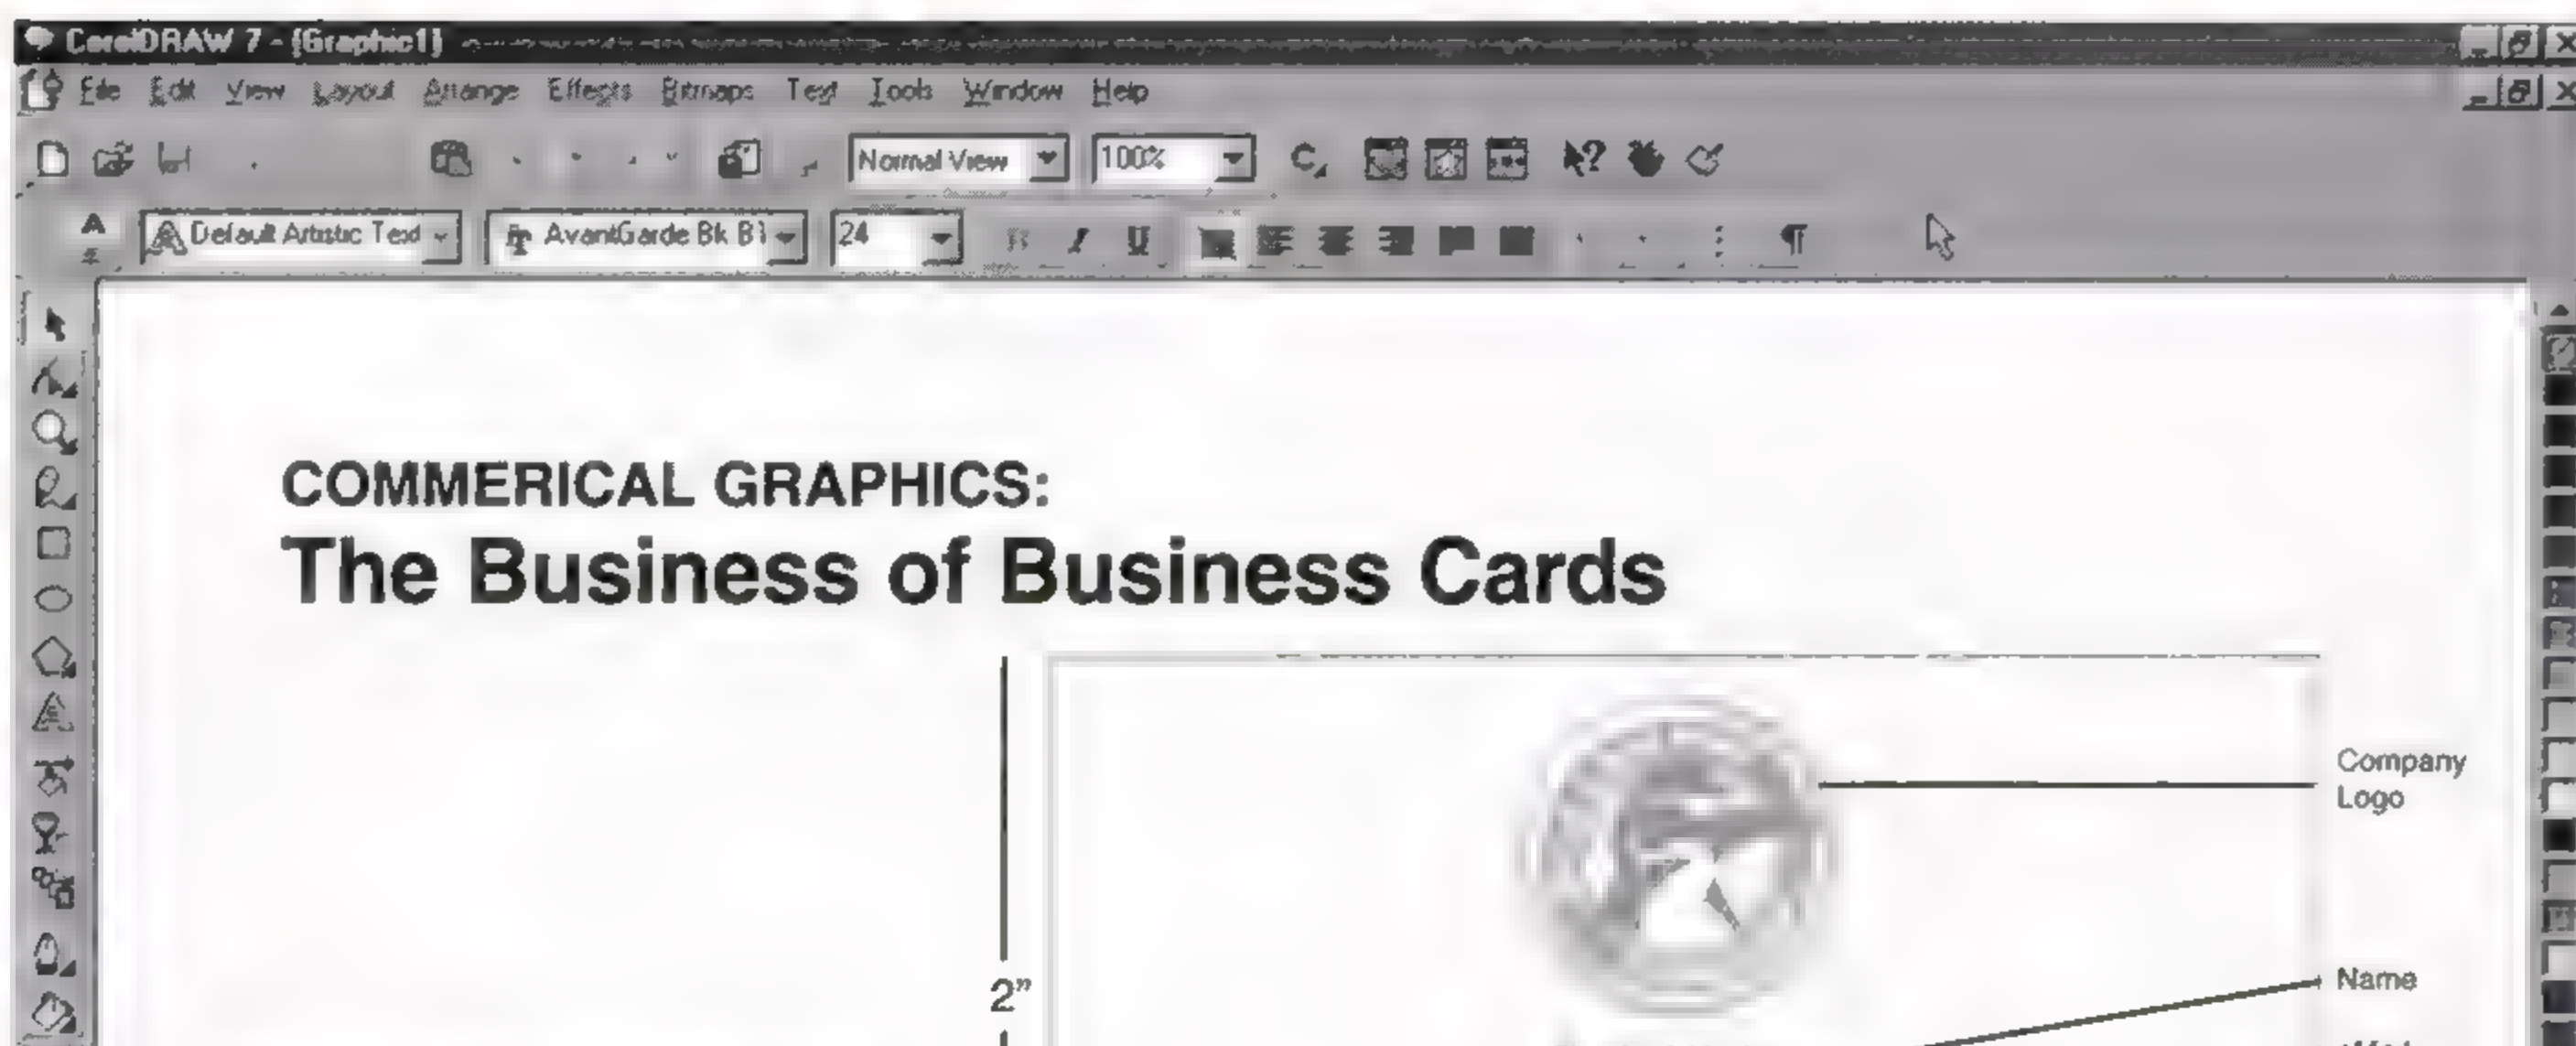 CorelDRAW 7 - [Graphic1]
File Edit View Layout Arrange Effects Bitmaps Text Tools Window Help
Normal View 100%
Default Artistic Text AvantGarde Bk BT 24 B I U
COMMERICAL GRAPHICS:
The Business of Business Cards
Company
Logo
2”
Name